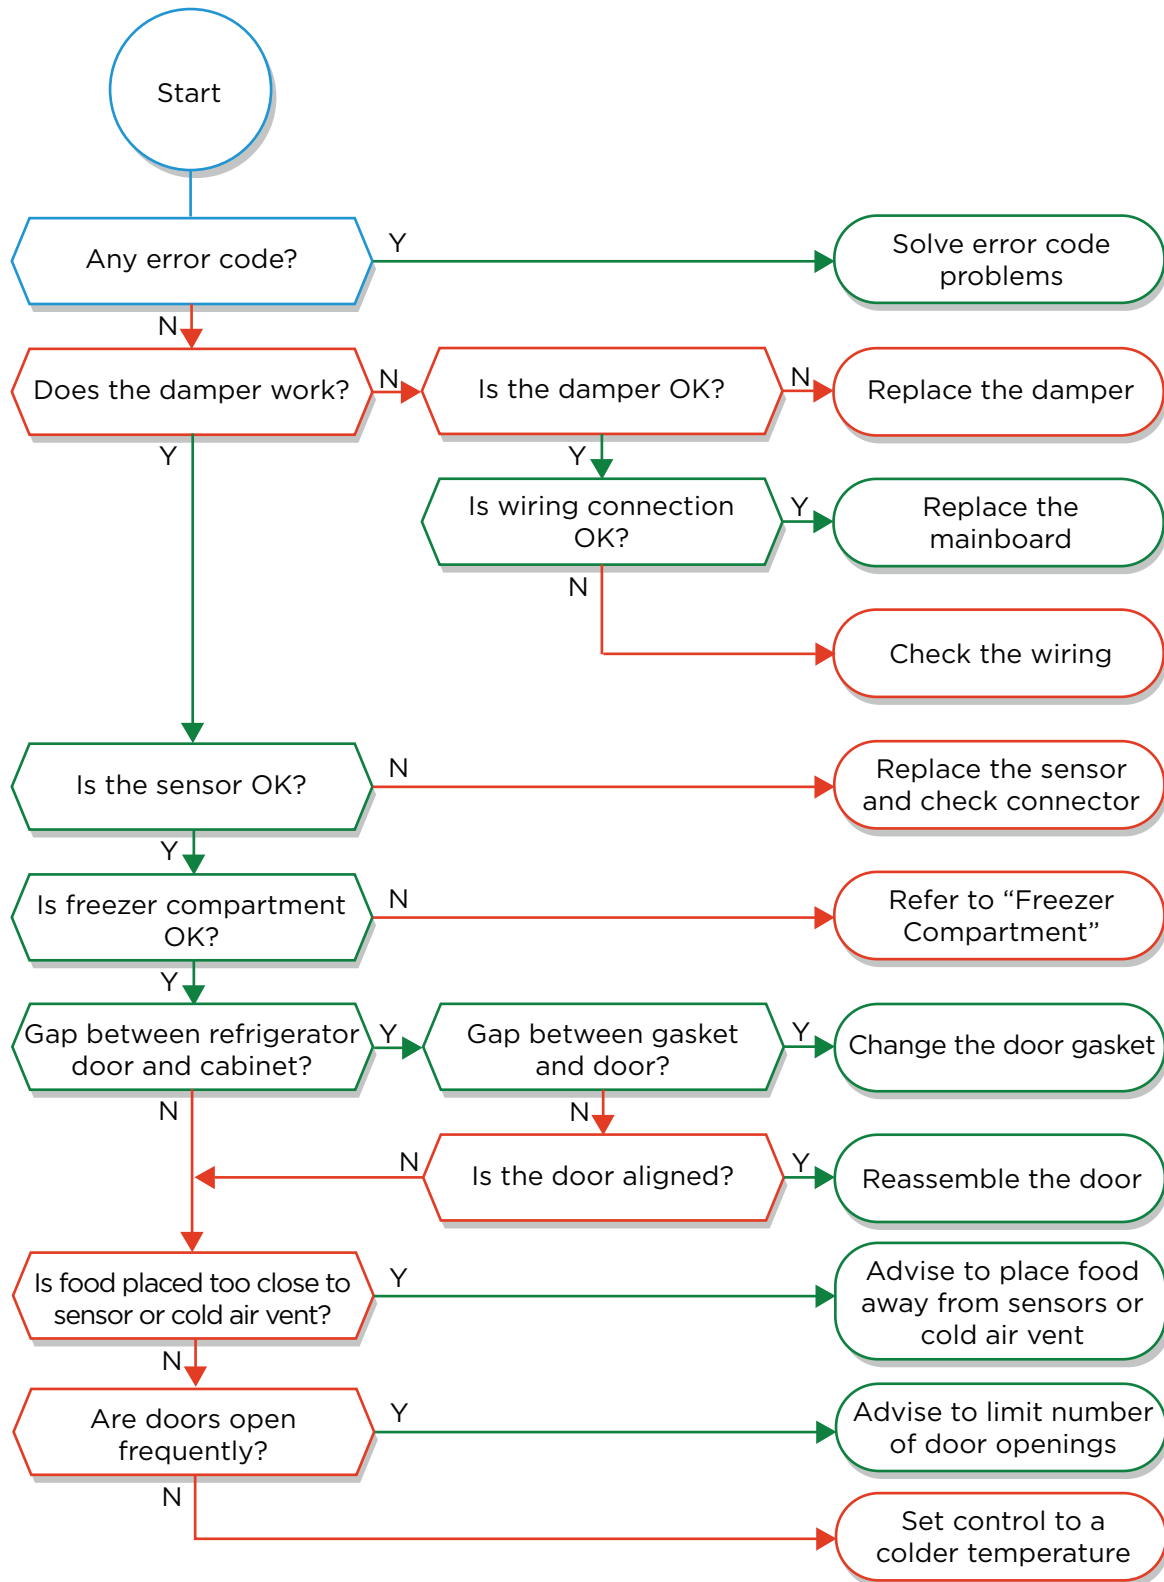 Start
Any error code?
Y
Solve error code
problems
N
Does the damper work?
N
Is the damper OK?
N
Replace the damper
Y
Y
Is wiring connection
OK?
Y
Replace the
mainboard
N
Check the wiring
Is the sensor OK?
N
Replace the sensor
and check connector
Y
Is freezer compartment
OK?
N
Refer to “Freezer
Compartment”
Y
Gap between refrigerator
door and cabinet?
Y
Gap between gasket
and door?
Y
Change the door gasket
N
N
N
Is the door aligned?
Y
Reassemble the door
Is food placed too close to
sensor or cold air vent?
Y
Advise to place food
away from sensors or
cold air vent
N
Are doors open
frequently?
Y
Advise to limit number
of door openings
N
Set control to a
colder temperature